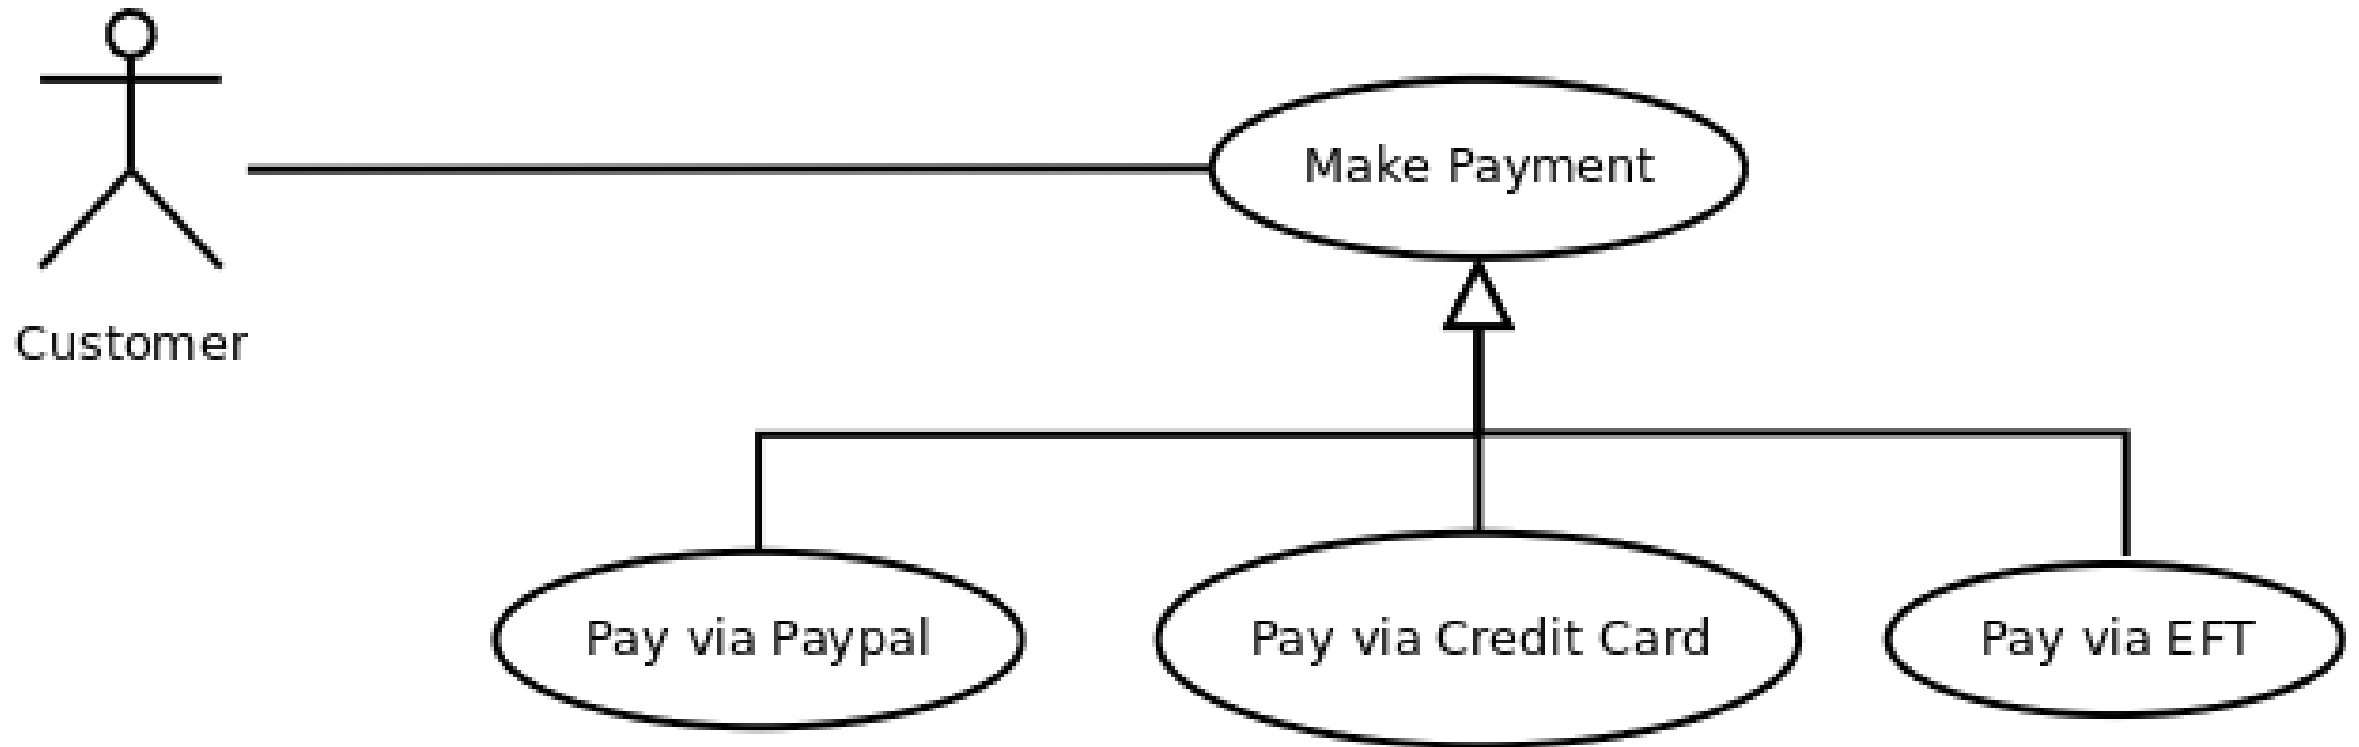 Make Payment
Customer
Pay via Paypal
Pay via Credit Card
Pay via EFT